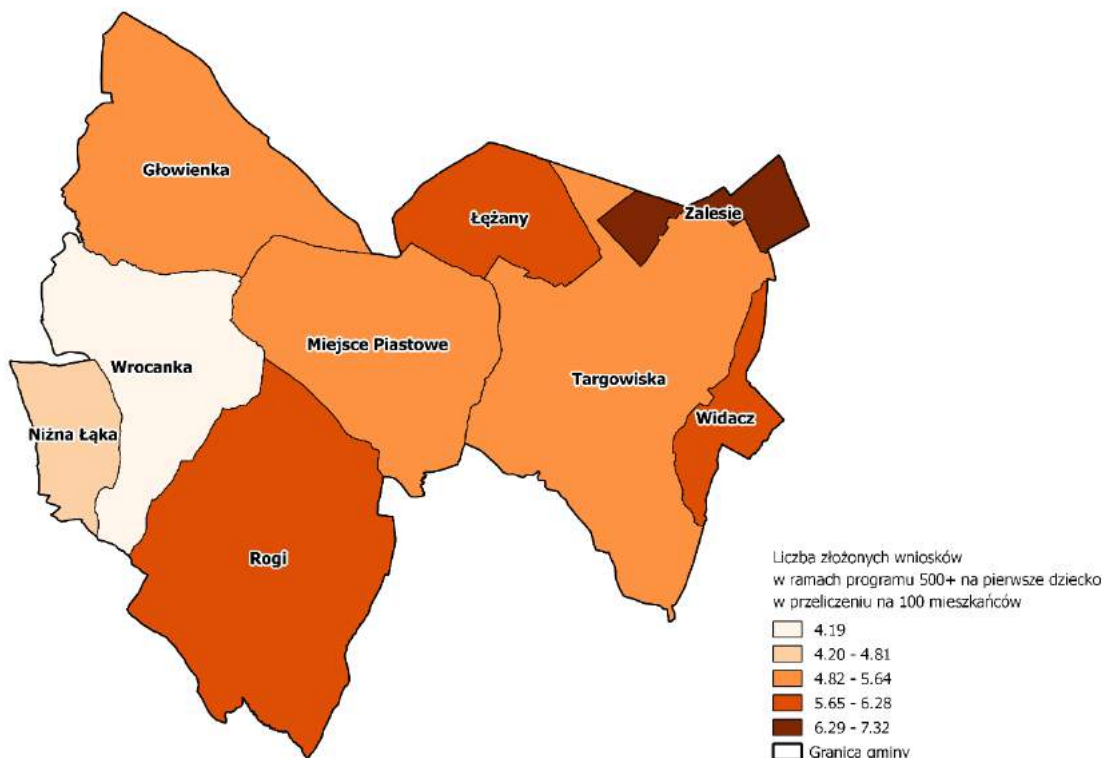 Głowienka
Łężany
Zalesie
Miejsce Piastowe
Wrocanka
Targowiska
Widacz
Niżna Łąka
Rogi
Liczba złożonych wniosków
w ramach programu 500+ na pierwsze dziecko
w przeliczeniu na 100 mieszkańców
4.19
4.20 - 4.81
4.82 - 5.64
5.65 - 6.28
6.29 - 7.32
Granica gminy